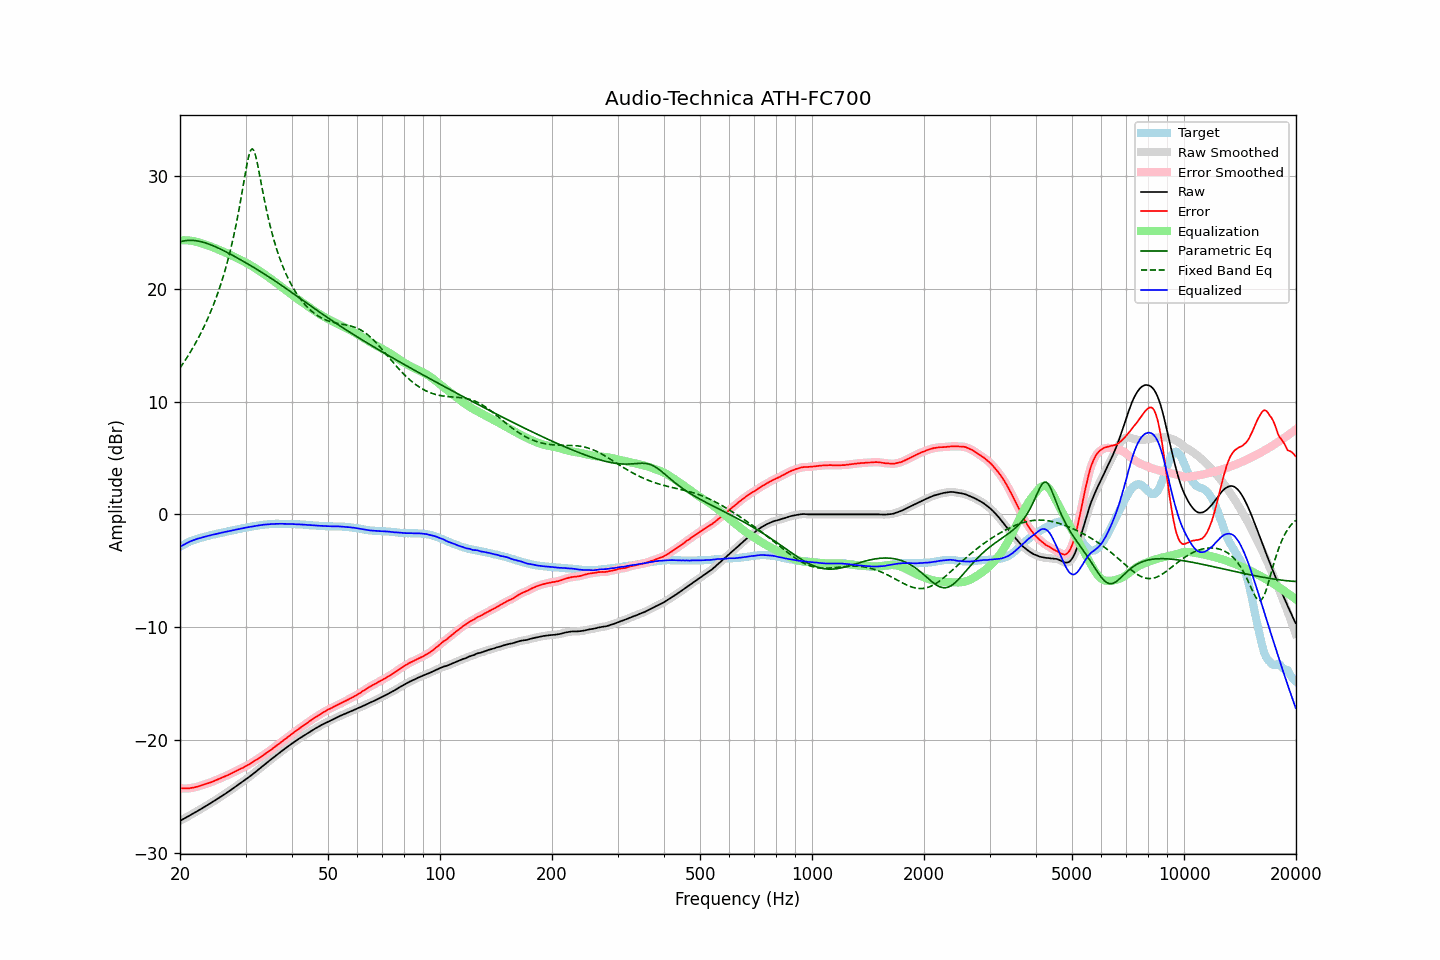 Audio-Technica ATH-FC700
Amplitude (dBr)
30
20
10
0
−10
−20
−30
Target
Raw Smoothed
Error Smoothed
Raw
Error
Equalization
Parametric Eq
Fixed Band Eq
Equalized
20
50
100
200
500
1000
2000
5000
10000
20000
Frequency (Hz)